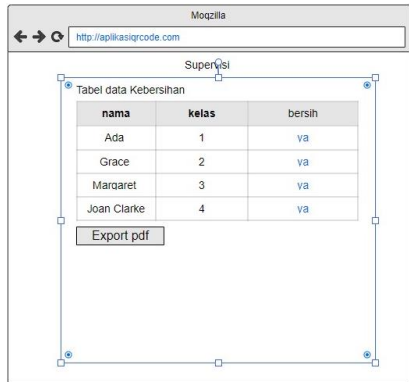 Moqzilla
http://aplikasiqrcode.com
Supervisi
Tabel data Kebersihan
nama kelas bersih
Ada 1 ya
Grace 2 ya
Margaret 3 ya
Joan Clarke 4 ya
Export pdf